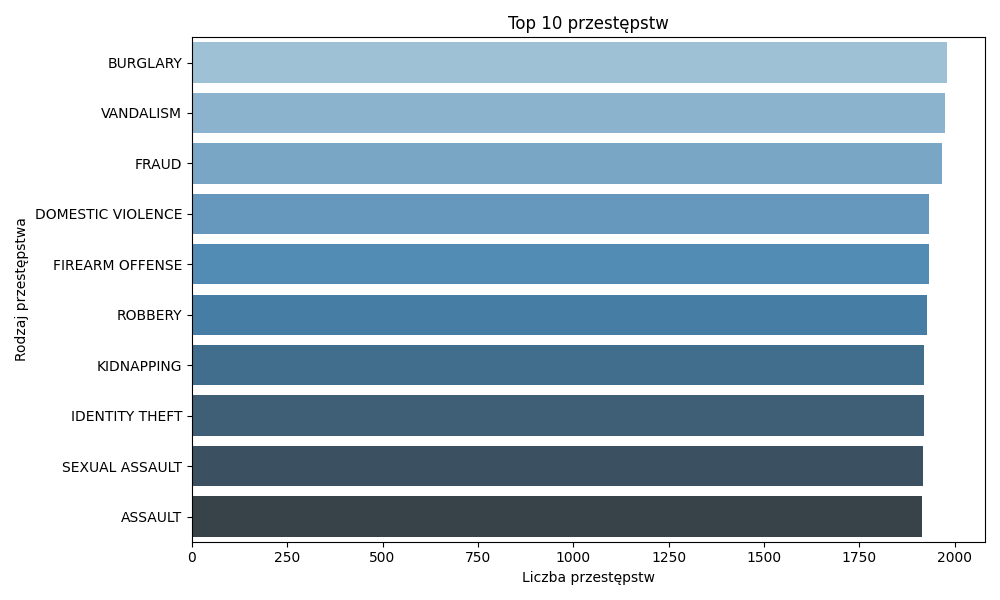 Top 10 przestępstw
BURGLARY
VANDALISM
FRAUD
DOMESTIC VIOLENCE
FIREARM OFFENSE
ROBBERY
KIDNAPPING
IDENTITY THEFT
SEXUAL ASSAULT
ASSAULT
Rodzaj przestępstwa
0 250 500 750 1000 1250 1500 1750 2000
Liczba przestępstw